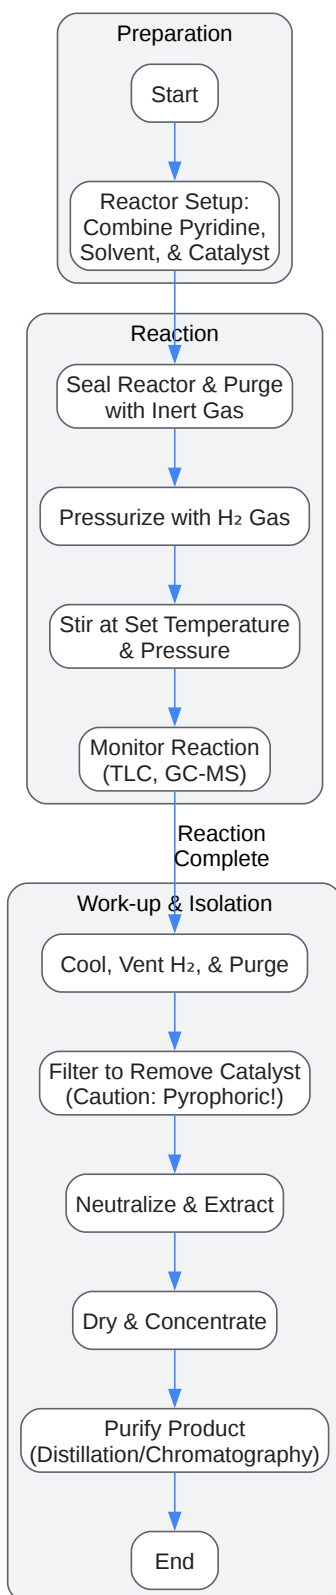 Preparation
Start
Reactor Setup:
Combine Pyridine,
Solvent, & Catalyst
Reaction
Seal Reactor & Purge
with Inert Gas
Pressurize with H₂ Gas
Stir at Set Temperature
& Pressure
Monitor Reaction
(TLC, GC-MS)
Reaction
Complete
Work-up & Isolation
Cool, Vent H₂, & Purge
Filter to Remove Catalyst
(Caution: Pyrophoric!)
Neutralize & Extract
Dry & Concentrate
Purify Product
(Distillation/Chromatography)
End